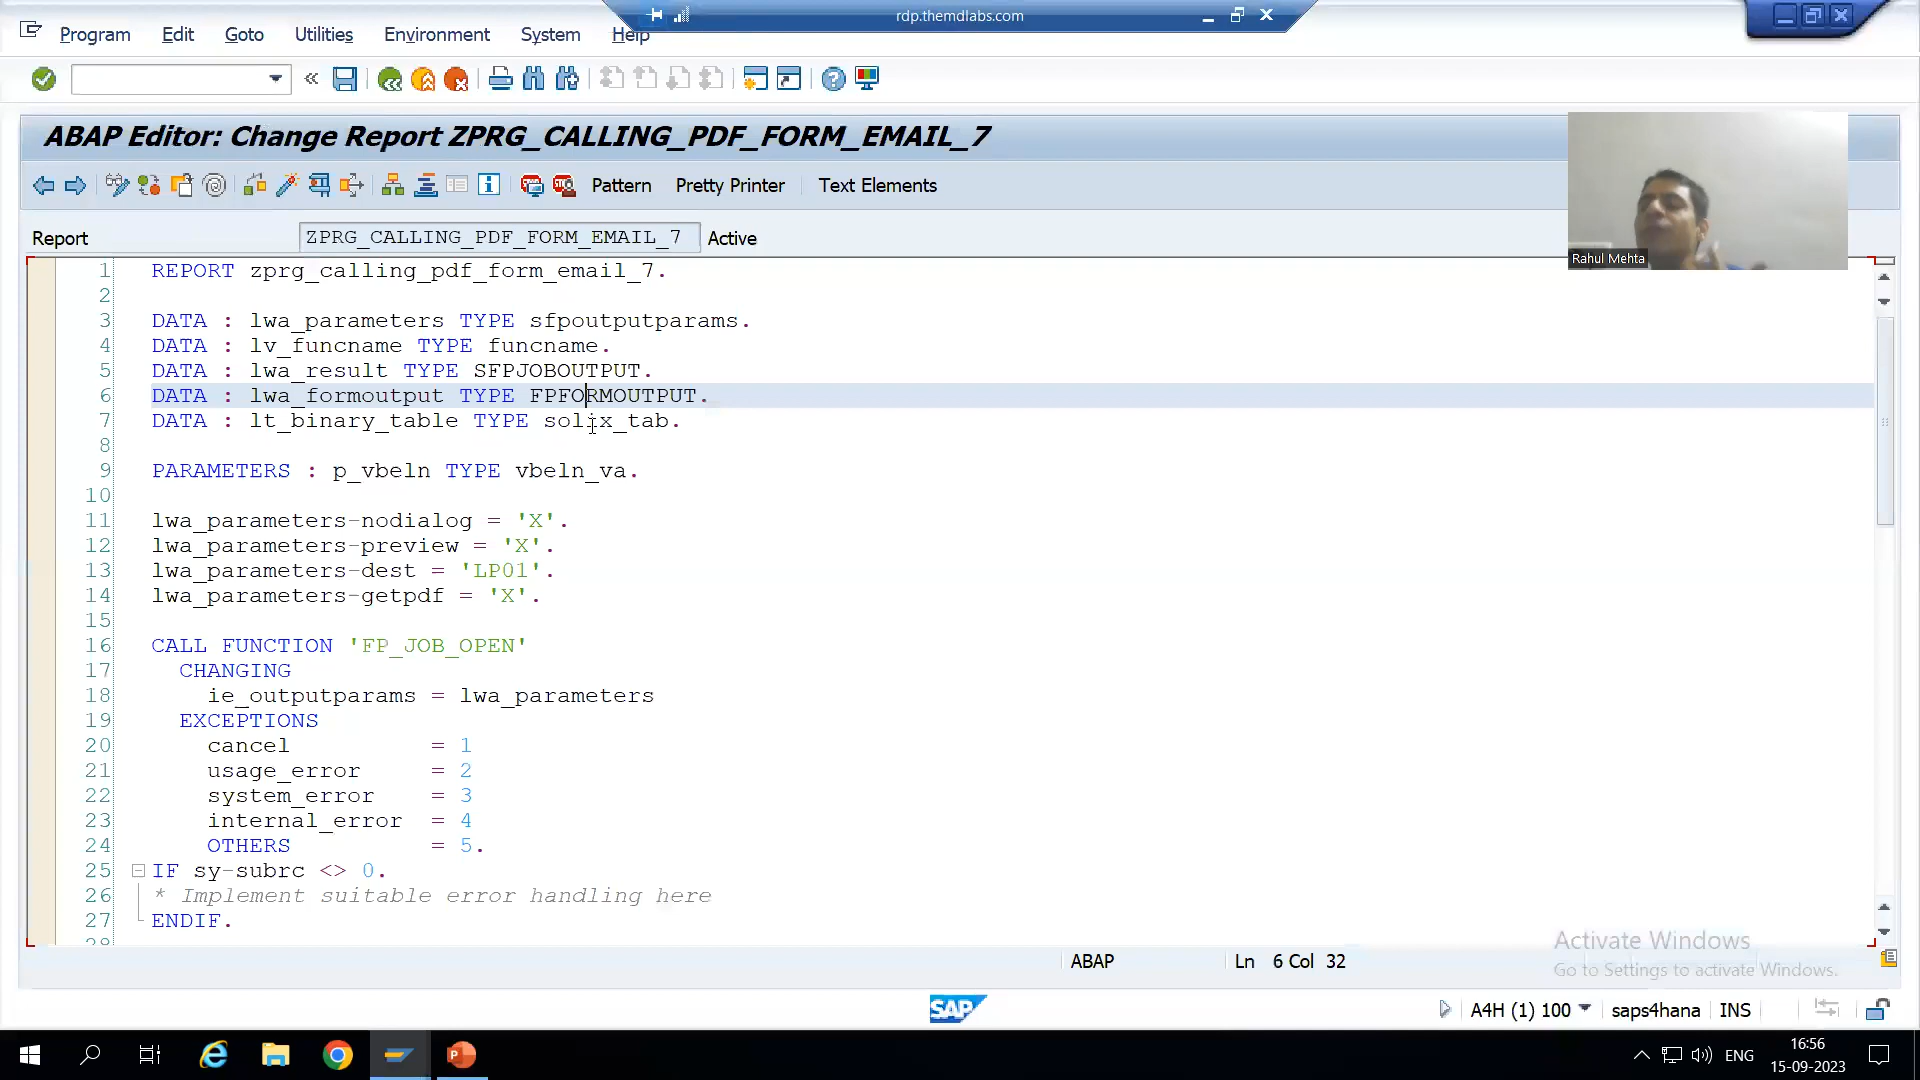 rdp.themdlabs.com
Program Edit Goto Utilities Environment System Help
ABAP Editor: Change Report ZPRG_CALLING_PDF_FORM_EMAIL_7
Pattern Pretty Printer Text Elements
Report ZPRG_CALLING_PDF_FORM_EMAIL_7 Active
Rahul Mehta
1 REPORT zprg_calling_pdf_form_email_7.
2
3 DATA : lwa_parameters TYPE sfpoutputparams.
4 DATA : lv_funcname TYPE funcname.
5 DATA : lwa_result TYPE SFPJOBOUTPUT.
6 DATA : lwa_formoutput TYPE FPFORMOUTPUT.
7 DATA : lt_binary_table TYPE solix_tab.
8
9 PARAMETERS : p_vbeln TYPE vbeln_va.
10
11 lwa_parameters-nodialog = 'X'.
12 lwa_parameters-preview = 'X'.
13 lwa_parameters-dest = 'LP01'.
14 lwa_parameters-getpdf = 'X'.
15
16 CALL FUNCTION 'FP_JOB_OPEN'
17 CHANGING
18 ie_outputparams = lwa_parameters
19 EXCEPTIONS
20 cancel = 1
21 usage_error = 2
22 system_error = 3
23 internal_error = 4
24 OTHERS = 5.
25 IF sy-subrc <> 0.
26 * Implement suitable error handling here
27 ENDIF.
28
Activate Windows
Go to Settings to activate Windows.
ABAP Ln 6 Col 32
SAP A4H (1) 100 saps4hana INS
ENG 16:56
15-09-2023